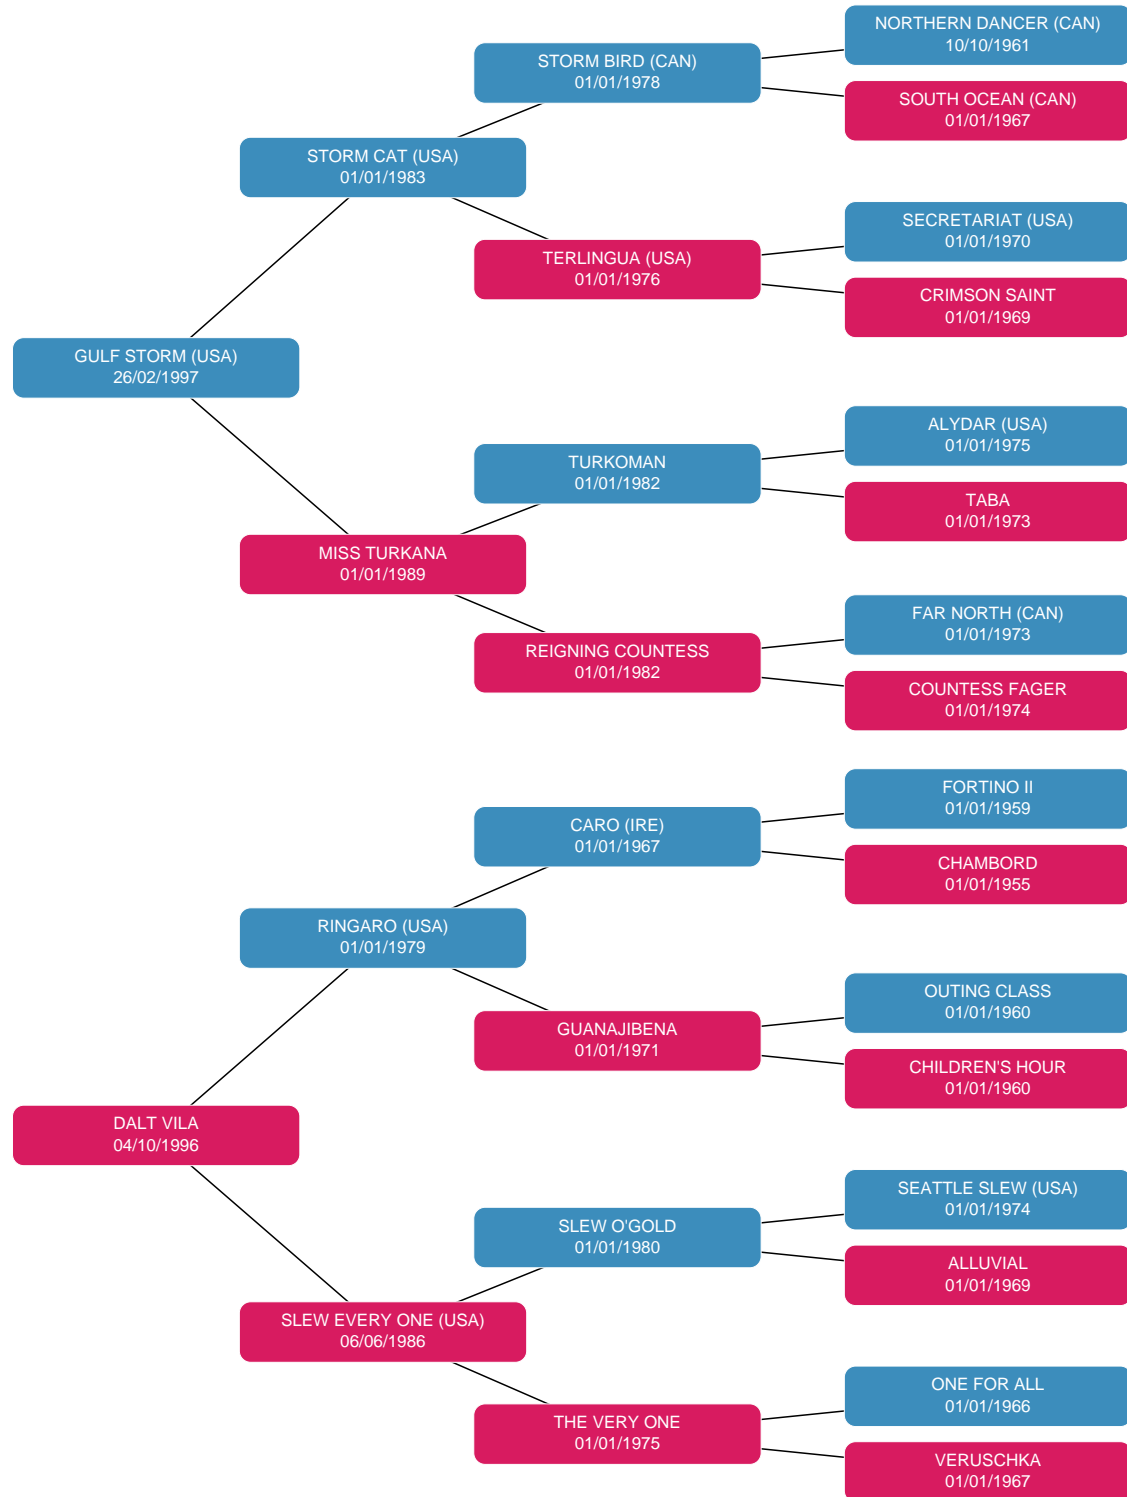 NORTHERN DANCER (CAN)
10/10/1961
STORM BIRD (CAN)
01/01/1978
SOUTH OCEAN (CAN)
01/01/1967
STORM CAT (USA)
01/01/1983
SECRETARIAT (USA)
01/01/1970
TERLINGUA (USA)
01/01/1976
CRIMSON SAINT
01/01/1969
GULF STORM (USA)
26/02/1997
ALYDAR (USA)
01/01/1975
TURKOMAN
01/01/1982
TABA
01/01/1973
MISS TURKANA
01/01/1989
FAR NORTH (CAN)
01/01/1973
REIGNING COUNTESS
01/01/1982
COUNTESS FAGER
01/01/1974
FORTINO II
01/01/1959
CARO (IRE)
01/01/1967
CHAMBORD
01/01/1955
RINGARO (USA)
01/01/1979
OUTING CLASS
01/01/1960
GUANAJIBENA
01/01/1971
CHILDREN'S HOUR
01/01/1960
DALT VILA
04/10/1996
SEATTLE SLEW (USA)
01/01/1974
SLEW O'GOLD
01/01/1980
ALLUVIAL
01/01/1969
SLEW EVERY ONE (USA)
06/06/1986
ONE FOR ALL
01/01/1966
THE VERY ONE
01/01/1975
VERUSCHKA
01/01/1967